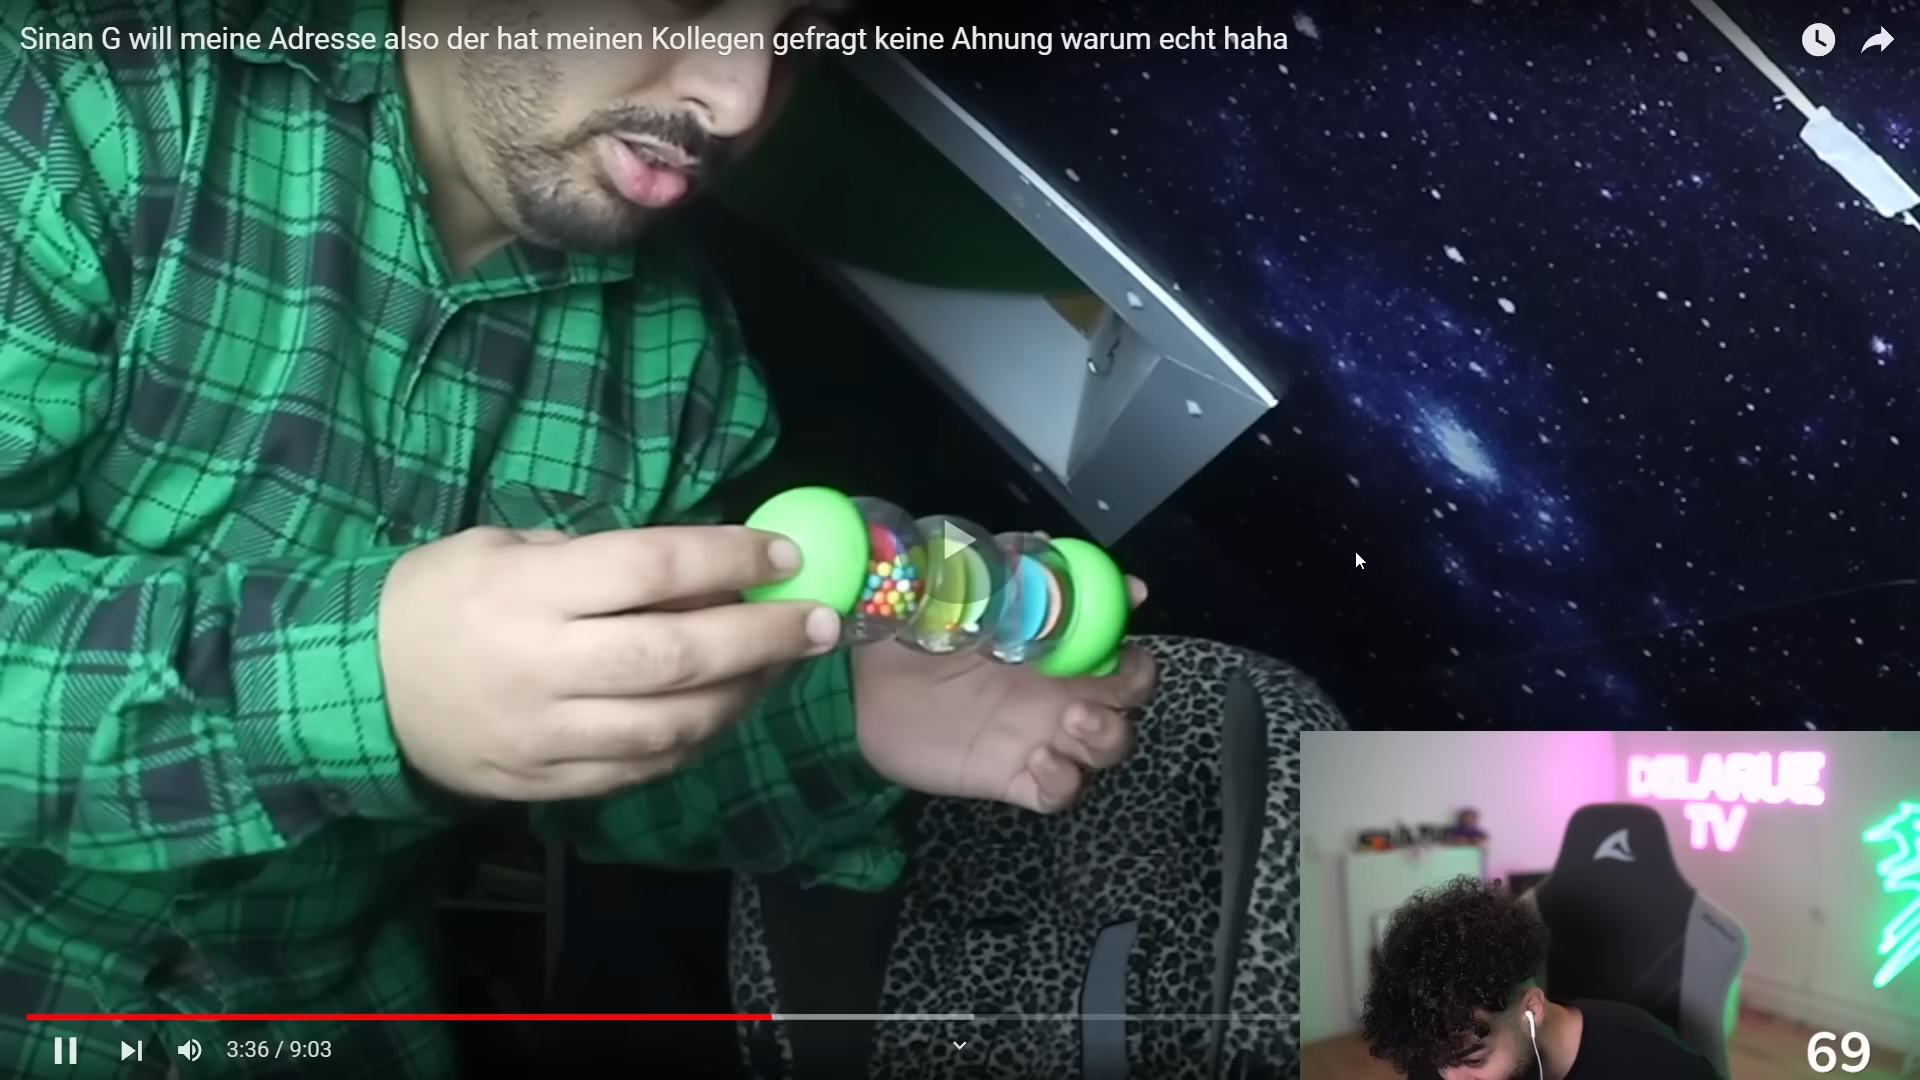 Sinan G will meine Adresse also der hat meinen Kollegen gefragt keine Ahnung warum echt haha
DELARUE
TV
3:36 / 9:03
69